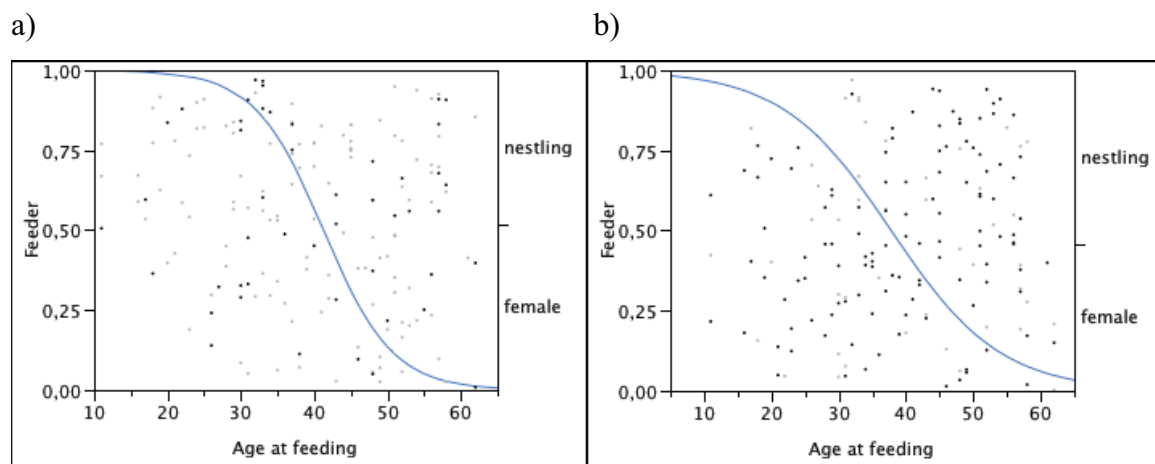 a)
b)
1,00
0,75
0,50
0,25
0,00
Feeder
nestling
female
10 20 30 40 50 60
Age at feeding
1,00
0,75
0,50
0,25
0,00
Feeder
nestling
female
10 20 30 40 50 60
Age at feeding